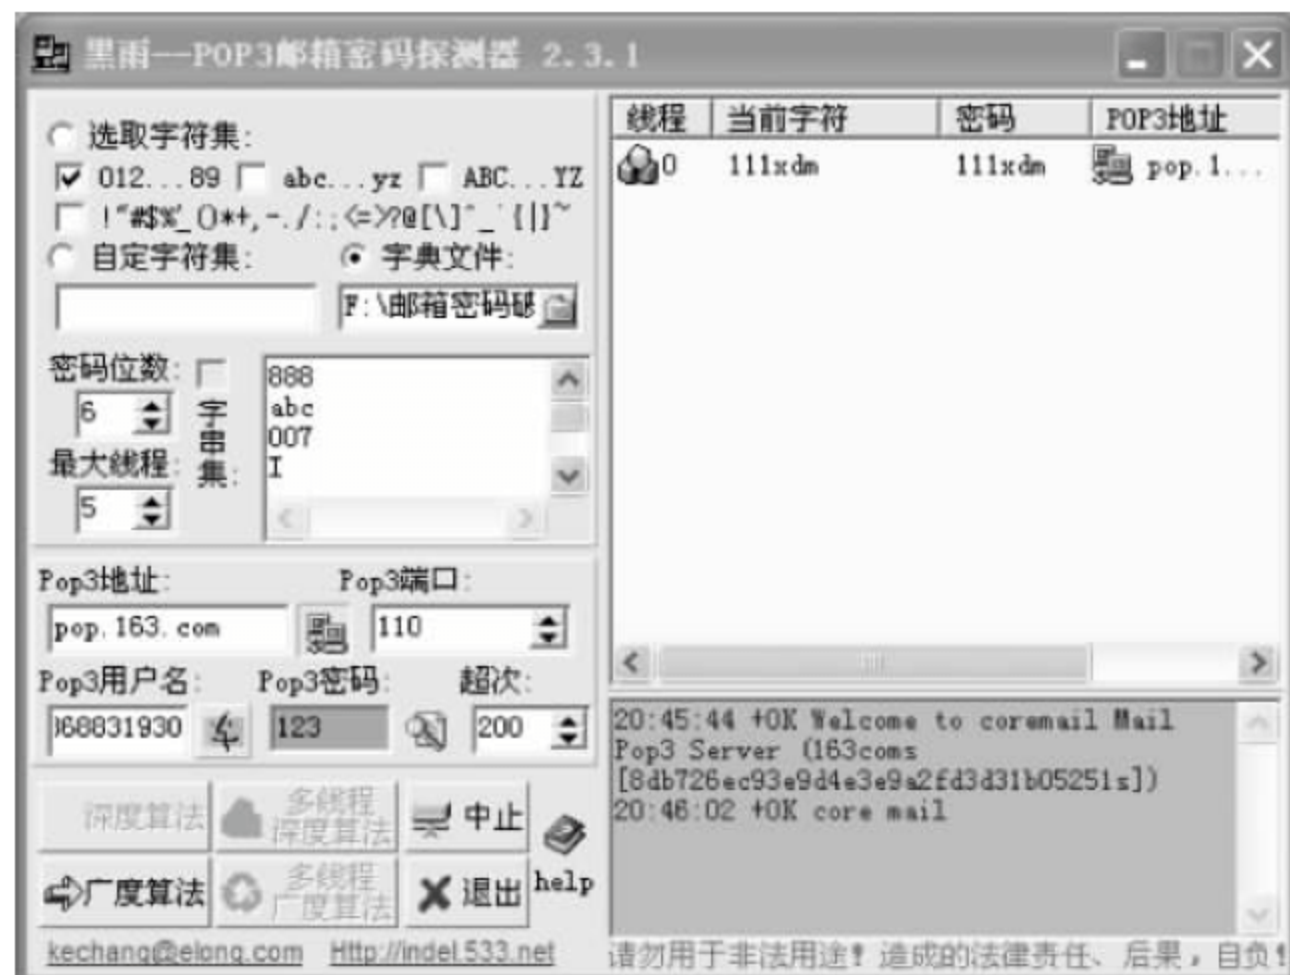 黑雨——POP3邮箱密码探测器 2.3.1
选取字符集:
012...89 abc...yz ABC...YZ
!"#$%'_()*+,-./:;<=>?@[\]^_`{|}~
自定字符集: 字典文件:
F:\邮箱密码
密码位数: 字串集:
6
最大线程:
5
888
abc
007
I
Pop3地址: Pop3端口:
pop.163.com 110
Pop3用户名: Pop3密码: 超次:
68831930 123 200
深度算法 多线程深度算法 中止
广度算法 多线程广度算法 退出 help
kechang@elong.com Http://indel.533.net
线程 当前字符 密码 POP3地址
0 111xdm 111xdm pop.1...
20:45:44 +OK Welcome to coremail Mail
Pop3 Server (163coms
[8db726ec93e9d4e3e9a2fd3d31b05251s])
20:46:02 +OK core mail
请勿用于非法用途! 造成的法律责任、后果,自负!